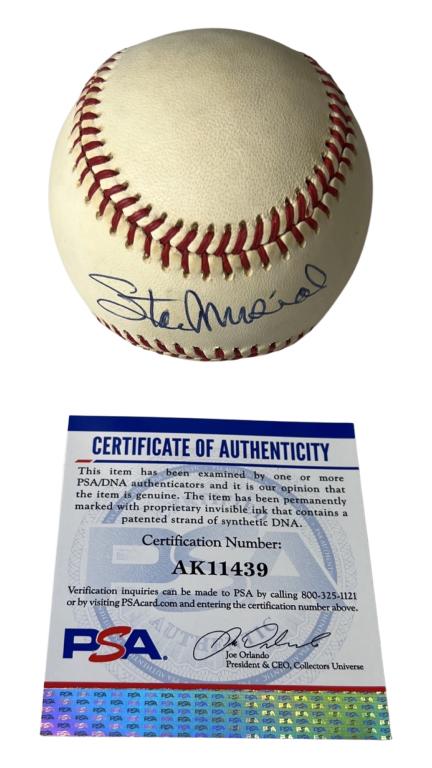 Stan Musial
CERTIFICATE OF AUTHENTICITY
This item has been examined by one or more
PSA/DNA authenticators and it is our opinion that
the item is genuine. The item has been permanently
marked with proprietary invisible ink that contains a
patented strand of synthetic DNA.
Certification Number:
AK11439
Verification inquiries can be made to PSA by calling 800-325-1121
or by visiting PSAcard.com and entering the certification number above.
PSA.
Joe Orlando
Joe Orlando
President & CEO, Collectors Universe